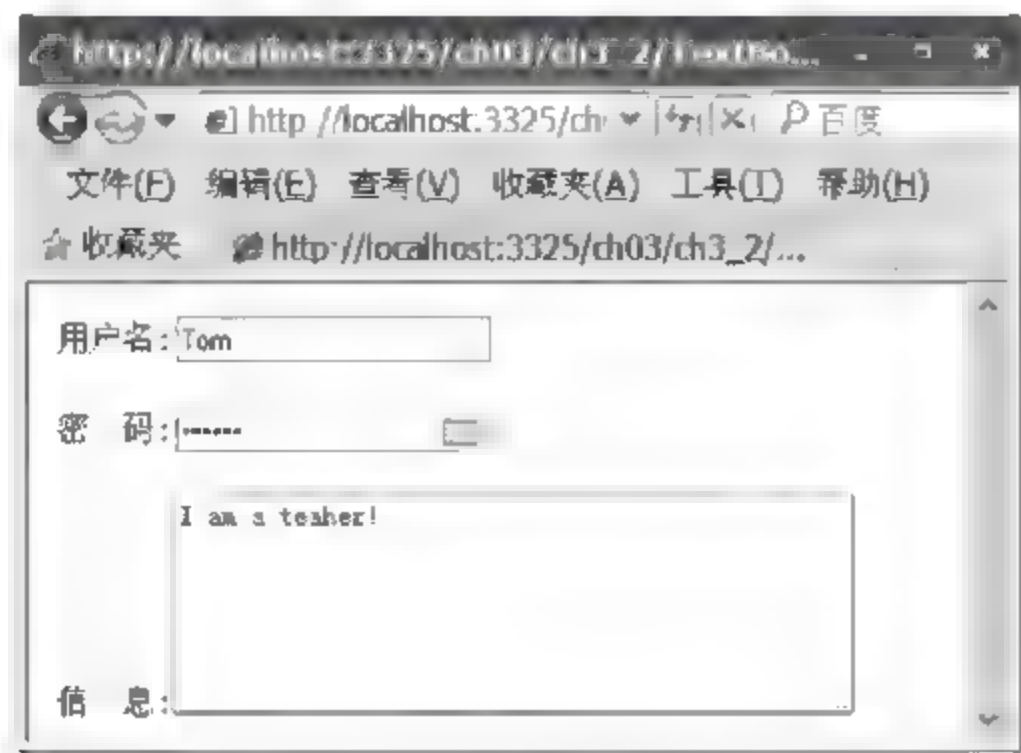 http://localhost:3325/ch03/ch3_2/TextBo...
http://localhost:3325/ch 百度
文件(F) 编辑(E) 查看(V) 收藏夹(A) 工具(T) 帮助(H)
收藏夹 http://localhost:3325/ch03/ch3_2/...
用户名:Tom
密 码:
I am a teaher!
信 息: